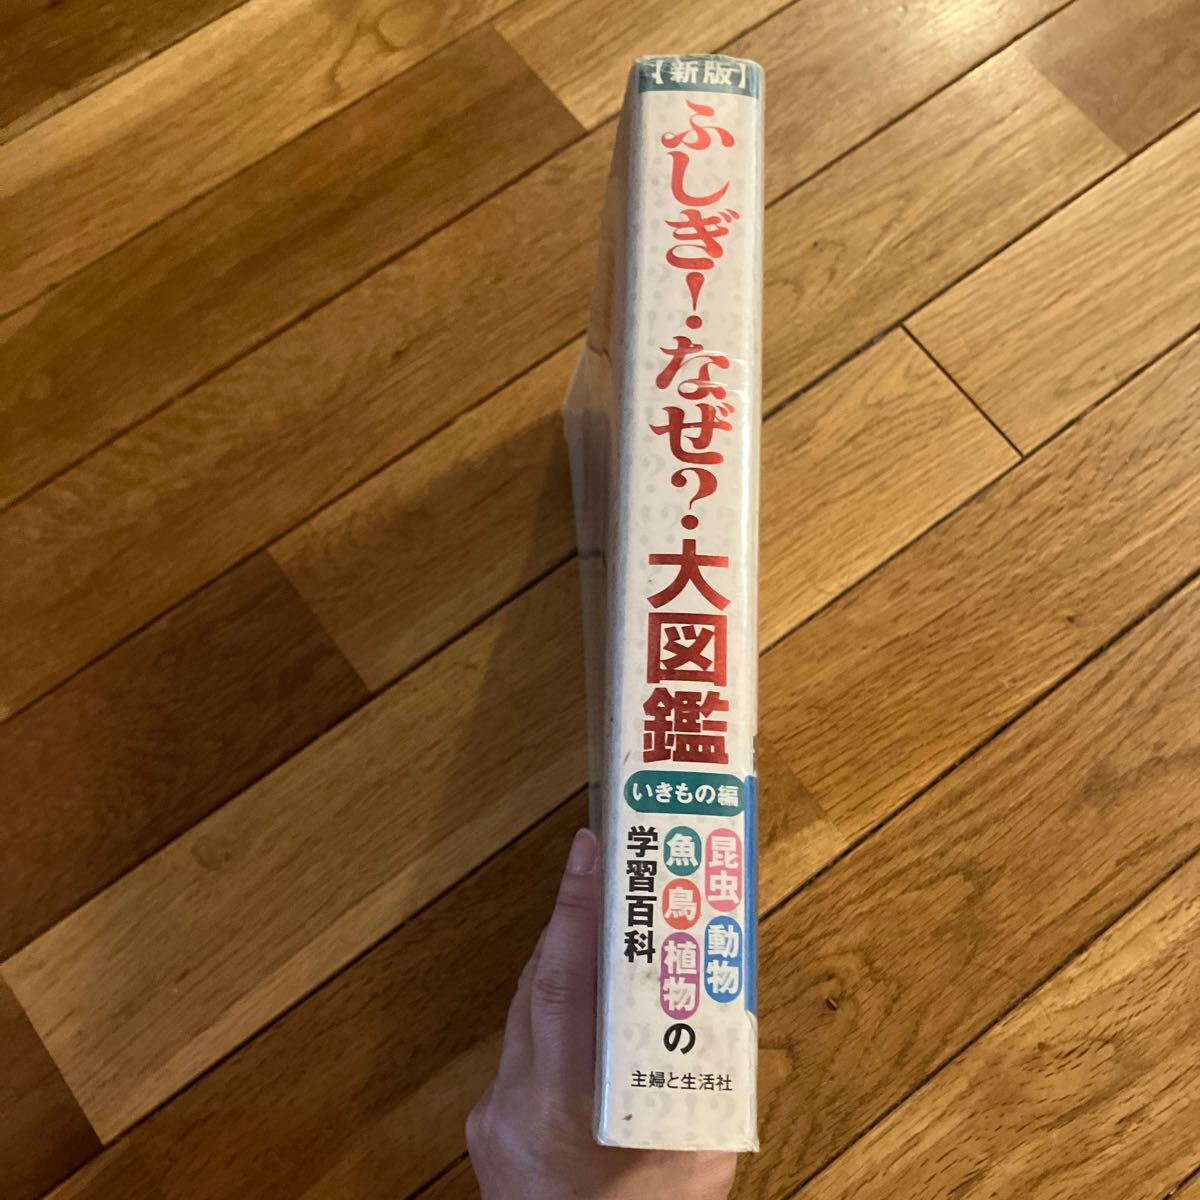 【新版】
ふしぎ!・なぜ?・大図鑑
いきもの編
昆虫 動物
魚 鳥 植物の
学習百科
主婦と生活社